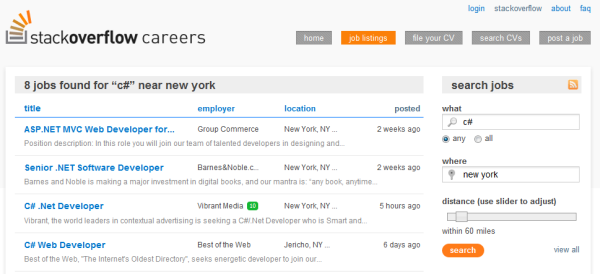 login stackoverflow about faq
stackoverflow careers
home job listings file your CV search CVs post a job
8 jobs found for “c#” near new york
title employer location posted
ASP.NET MVC Web Developer for... Group Commerce New York, NY ... 2 weeks ago
Position description: In this role you will join our team of talented developers in designing and...
Senior .NET Software Developer Barnes&Noble.c... New York, NY ... 2 weeks ago
Barnes and Noble is making a major investment in digital books, and our mantra is: “any book, anytime...
C# .Net Developer Vibrant Media 10 New York, NY ... 5 hours ago
Vibrant, the world leaders in contextual advertising is seeking a C#/.Net Developer who is Smart and...
C# Web Developer Best of the Web Jericho, NY ... 6 days ago
Best of the Web, "The Internet's Oldest Directory", seeks energetic developer to join our...
search jobs
what
c#
any all
where
new york
distance (use slider to adjust)
within 60 miles
search view all